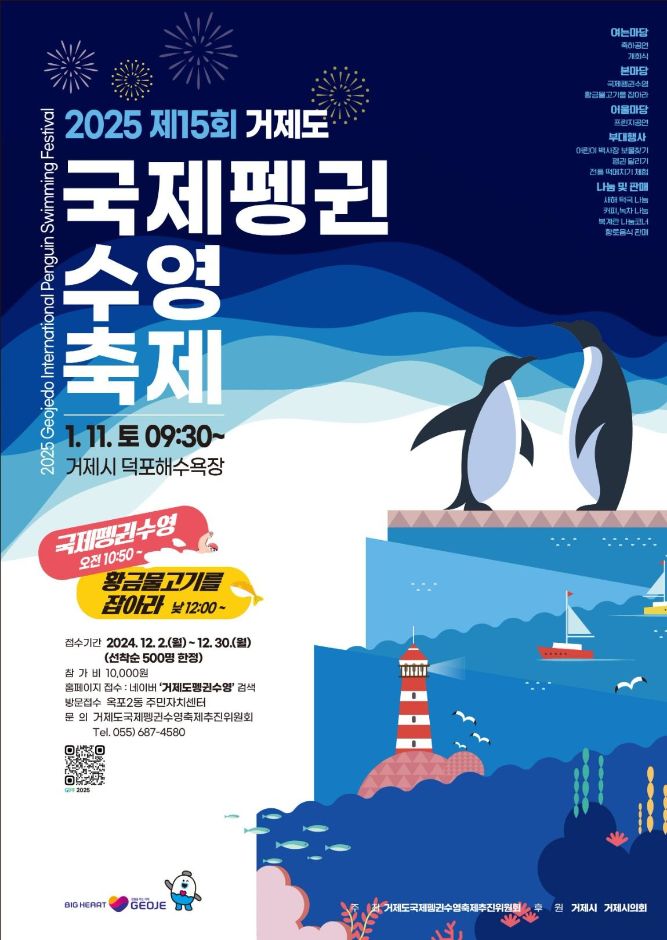 2025 제15회 거제도
국제펭귄
수영
축제
2025 Geojedo International Penguin Swimming Festival
1. 11. 토 09:30~
거제시 덕포해수욕장
여는마당
축하공연
개회식
본마당
국제펭귄수영
황금물고기를 잡아라
어울마당
프린지공연
부대행사
어린이 백사장 보물찾기
펭귄 달리기
전통 떡메치기 체험
나눔 및 판매
새해 떡국 나눔
커피,녹차 나눔
복계란 나눔코너
향토음식 판매
국제펭귄수영
오전 10:50 ~
황금물고기를
잡아라 낮 12:00 ~
접수기간 2024. 12. 2.(월) ~ 12. 30.(월)
(선착순 500명 한정)
참 가 비 10,000원
홈페이지 접수 : 네이버 '거제도펭귄수영' 검색
방문접수 옥포2동 주민자치센터
문 의 거제도국제펭귄수영축제추진위원회
Tel. 055) 687-4580
2025
BIG HEART GEOJE
주 최 거제도국제펭귄수영축제추진위원회 후 원 거제시 거제시의회